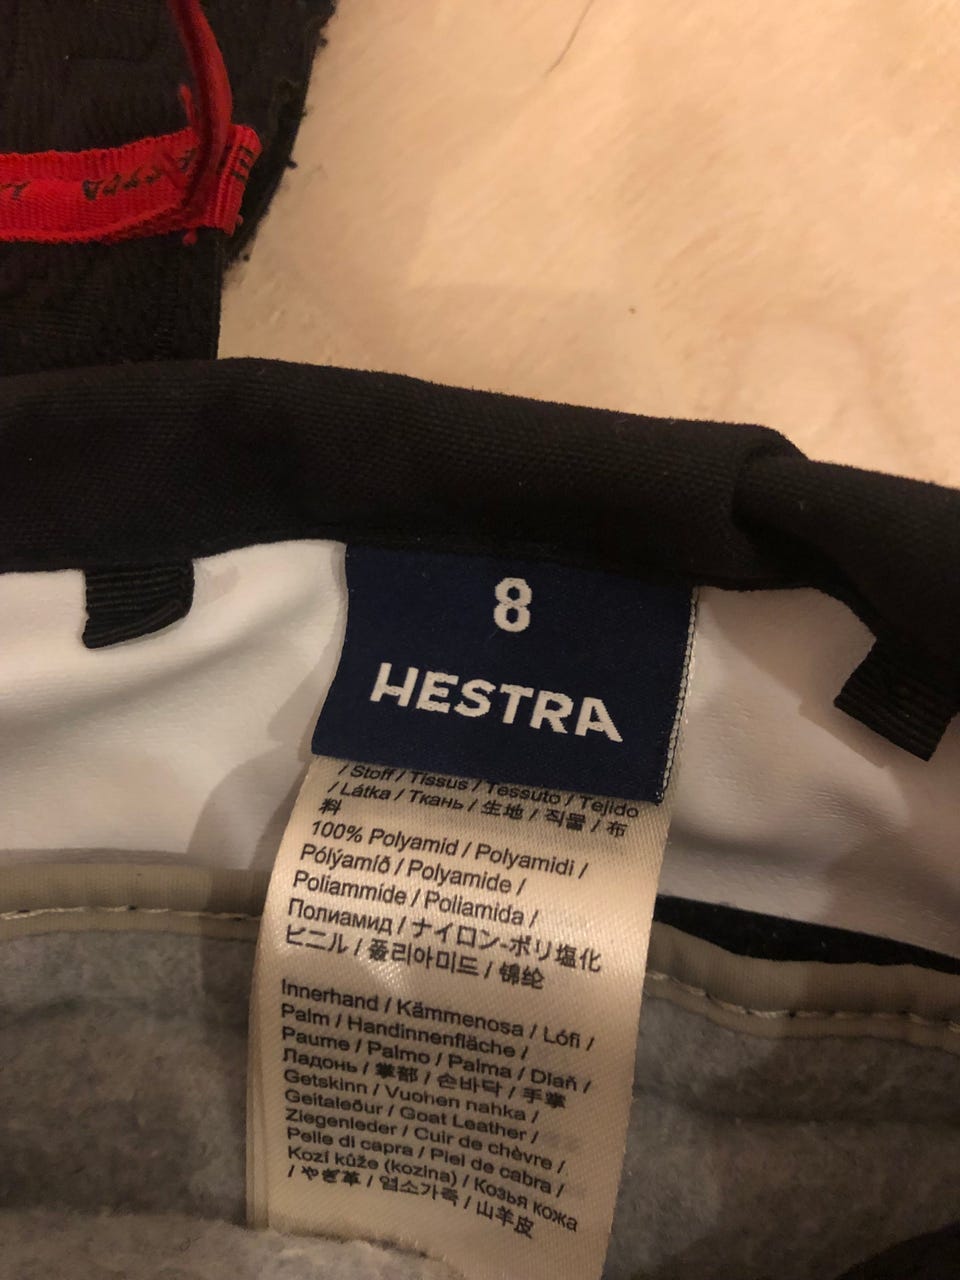 8
HESTRA
/ Stoff / Tissus / Tessuto / Tejido
/ Látka / Ткань / 生地 / 직물 / 布
料
100% Polyamid / Polyamidi /
Pólýamíð / Polyamide /
Poliammide / Poliamida /
Полиамид / ナイロン-ポリ塩化
ビニル / 폴리아미드 / 锦纶
Innerhand / Kämmenosa / Lófi /
Palm / Handinnenfläche /
Paume / Palmo / Palma / Dlaň /
Ладонь / 掌部 / 손바닥 / 手掌
Getskinn / Vuohen nahka /
Geitaleður / Goat Leather /
Ziegenleder / Cuir de chèvre /
Pelle di capra / Piel de cabra /
Kozí kůže (kozina) / Козья кожа
/ やぎ革 / 염소가죽 / 山羊皮